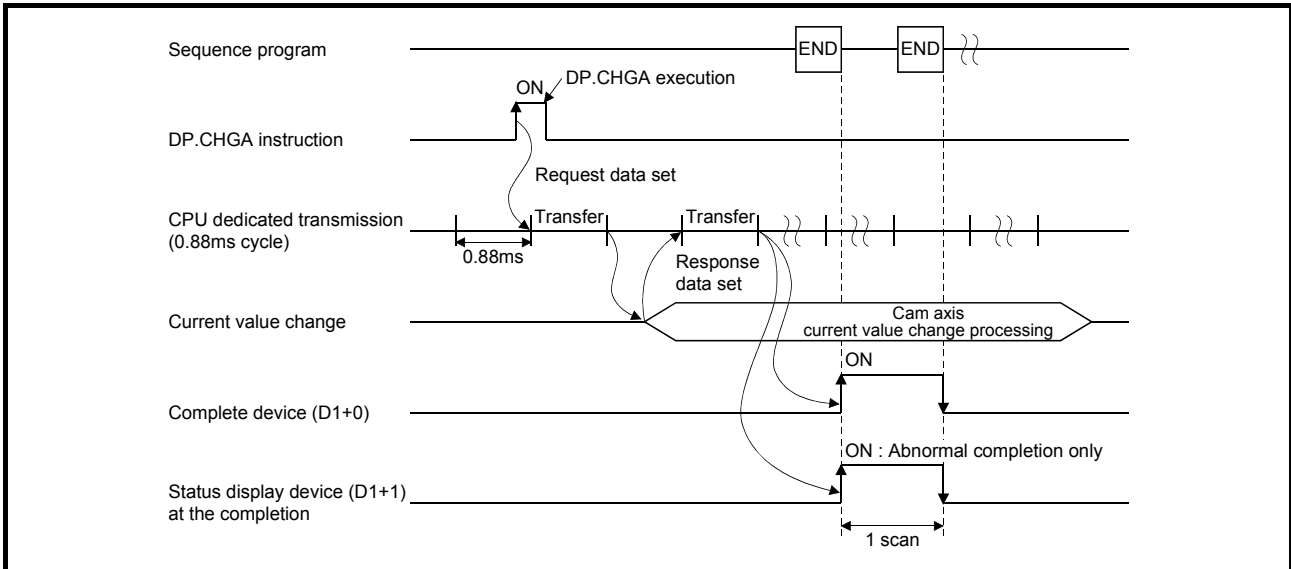 Sequence program
END
END
ON
DP.CHGA execution
DP.CHGA instruction
Request data set
CPU dedicated transmission
(0.88ms cycle)
Transfer
Transfer
0.88ms
Response
data set
Current value change
Cam axis
current value change processing
ON
Complete device (D1+0)
ON : Abnormal completion only
Status display device (D1+1)
at the completion
1 scan